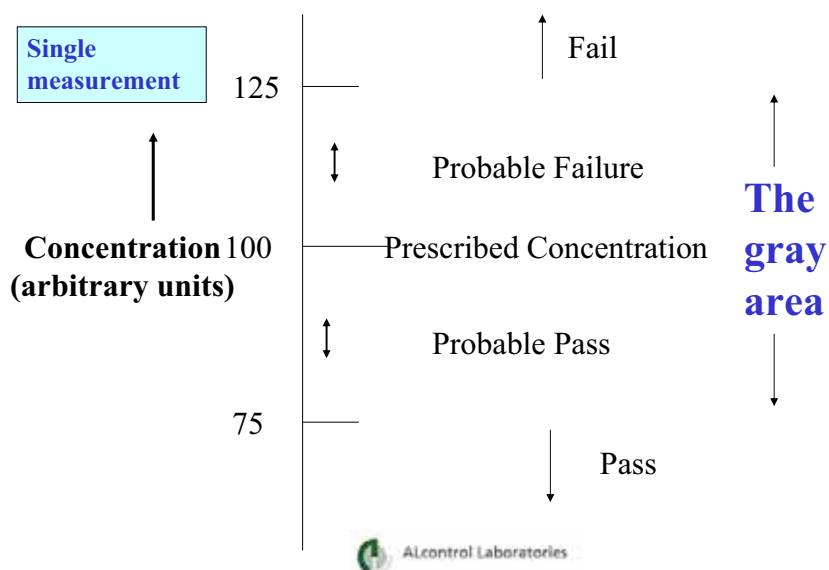 Single
measurement
Fail
125
Probable Failure
The
gray
area
Concentration 100
(arbitrary units)
Prescribed Concentration
Probable Pass
75
Pass
ALcontrol Laboratories